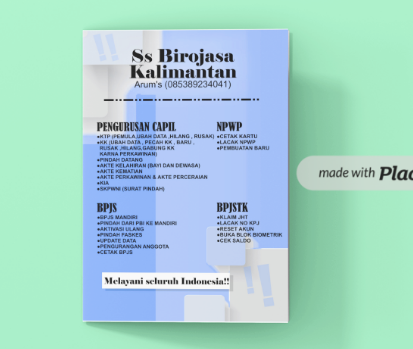 Ss Birojasa
Kalimantan
Arum's (085389234041)
PENGURUSAN CAPIL
•KTP (PEMULA,UBAH DATA ,HILANG , RUSAK)
•KK (UBAH DATA , PECAH KK , BARU ,
RUSAK ,HILANG,GABUNG KK
KARNA PERKAWINAN)
•PINDAH DATANG
•AKTE KELAHIRAN (BAYI DAN DEWASA)
•AKTE KEMATIAN
•AKTE PERKAWINAN & AKTE PERCERAIAN
•KIA
•SKPWNI (SURAT PINDAH)
NPWP
•CETAK KARTU
•LACAK NPWP
•PEMBUATAN BARU
BPJS
•BPJS MANDIRI
•PINDAH DARI PBI KE MANDIRI
•AKTIVASI ULANG
•PINDAH FASKES
•UPDATE DATA
•PENGURANGAN ANGGOTA
•CETAK BPJS
BPJSTK
•KLAIM JHT
•LACAK NO KPJ
•RESET AKUN
•BUKA BLOK BIOMETRIK
•CEK SALDO
Melayani seluruh Indonesia!!
made with Plac